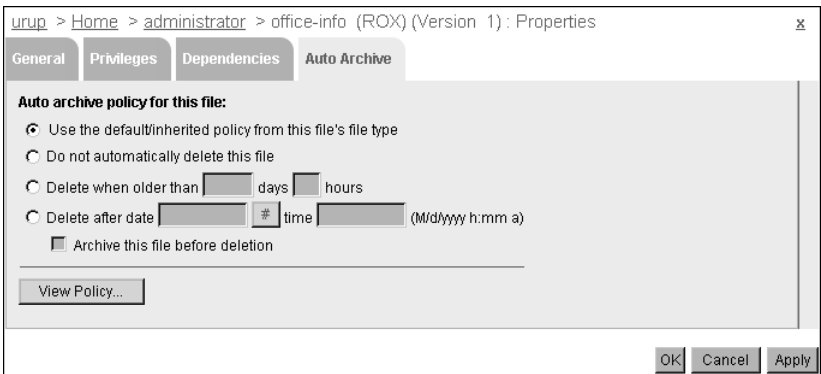 urup > Home > administrator > office-info (ROX) (Version 1) : Properties x
General Privileges Dependencies Auto Archive
Auto archive policy for this file:
Use the default/inherited policy from this file's file type
Do not automatically delete this file
Delete when older than days hours
Delete after date # time (M/d/yyyy h:mm a)
Archive this file before deletion
View Policy...
OK Cancel Apply